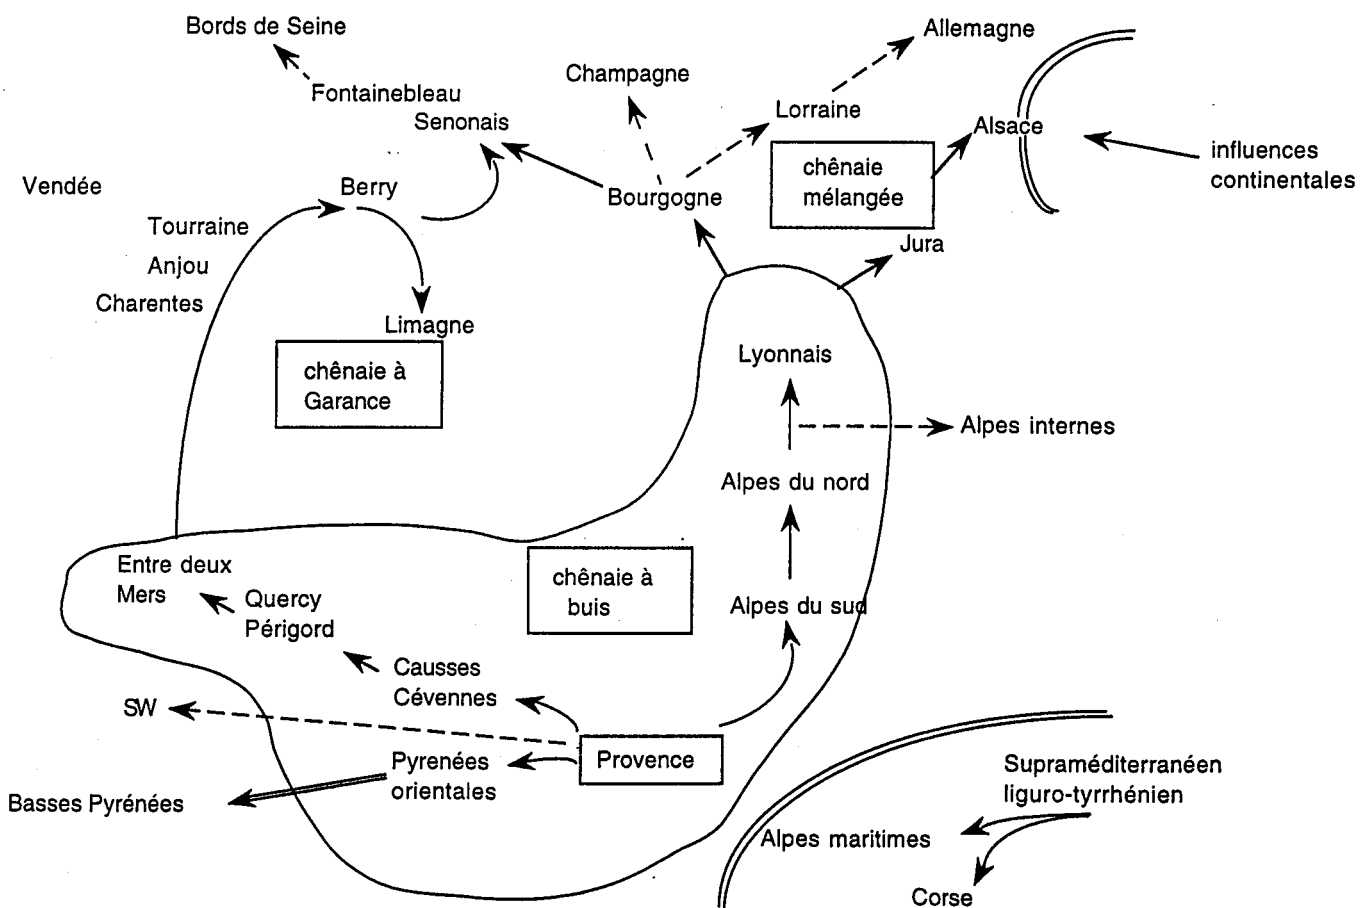 Bords de Seine
Allemagne
Champagne
Fontainebleau
Lorraine
Senonais
Alsace
influences
continentales
chênaie
mélangée
Vendée
Berry
Bourgogne
Tourraine
Jura
Anjou
Charentes
Limagne
Lyonnais
chênaie à
Garance
Alpes internes
Alpes du nord
Entre deux
Mers
chênaie à
buis
Quercy
Périgord
Alpes du sud
Causses
Cévennes
SW
Provence
Pyrenées
orientales
Basses Pyrénées
Supraméditerranéen
liguro-tyrrhénien
Alpes maritimes
Corse